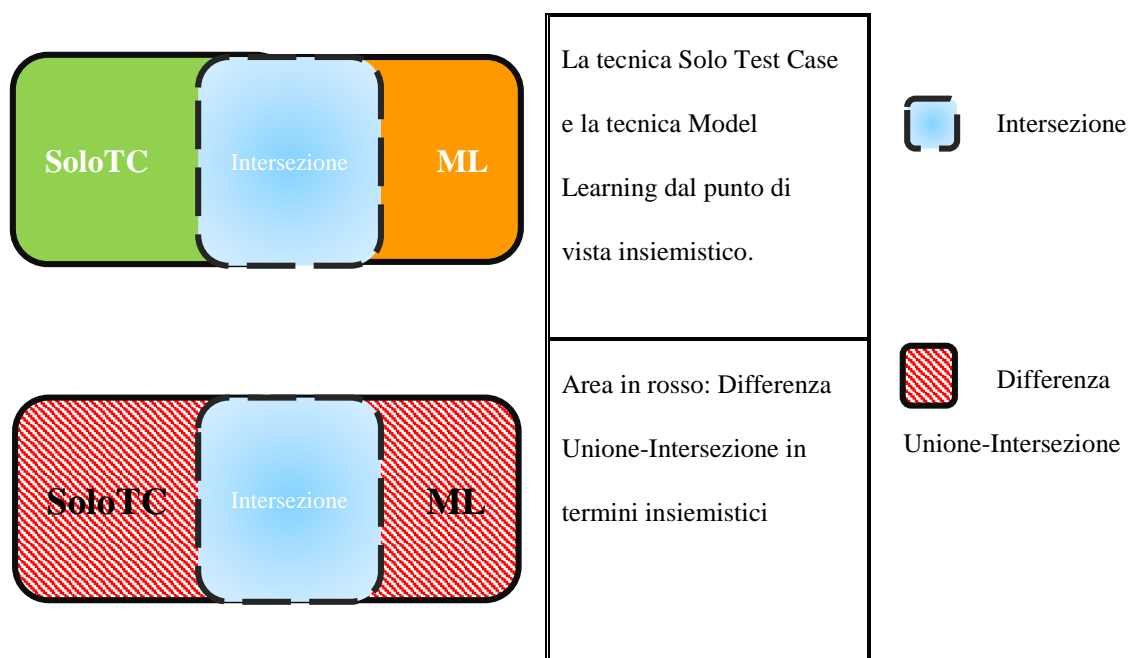 SoloTC
Intersezione
ML
La tecnica Solo Test Case
e la tecnica Model
Learning dal punto di
vista insiemistico.
Intersezione
SoloTC
Intersezione
ML
Area in rosso: Differenza
Unione-Intersezione in
termini insiemistici
Differenza
Unione-Intersezione